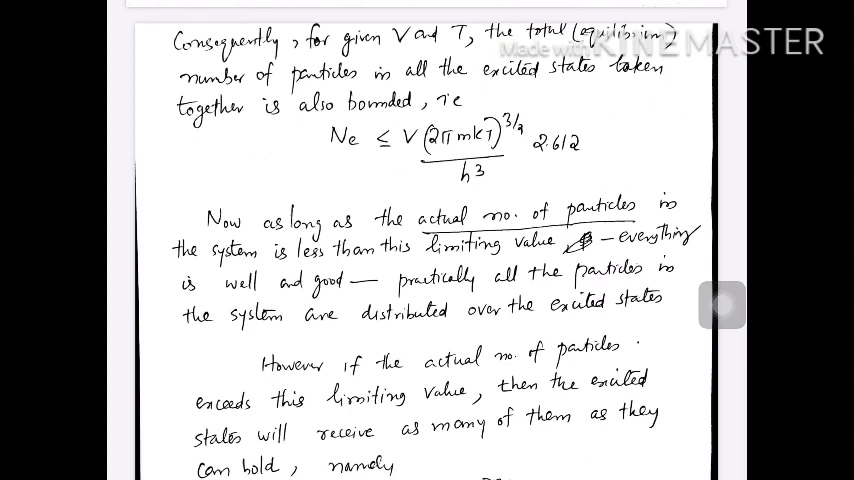 Consequently, for given V and T, the total (equilibrium)
Made with KINEMASTER
number of particles in all the excited states taken
together is also bounded, ie
Ne ≤ V (2πmkT)^3/2 / h^3 2.612
Now as long as the actual no. of particles in
the system is less than this limiting value – everything
is well and good — practically all the particles in
the system are distributed over the excited states
However if the actual no. of particles
exceeds this limiting value, then the excited
states will receive as many of them as they
can hold, namely